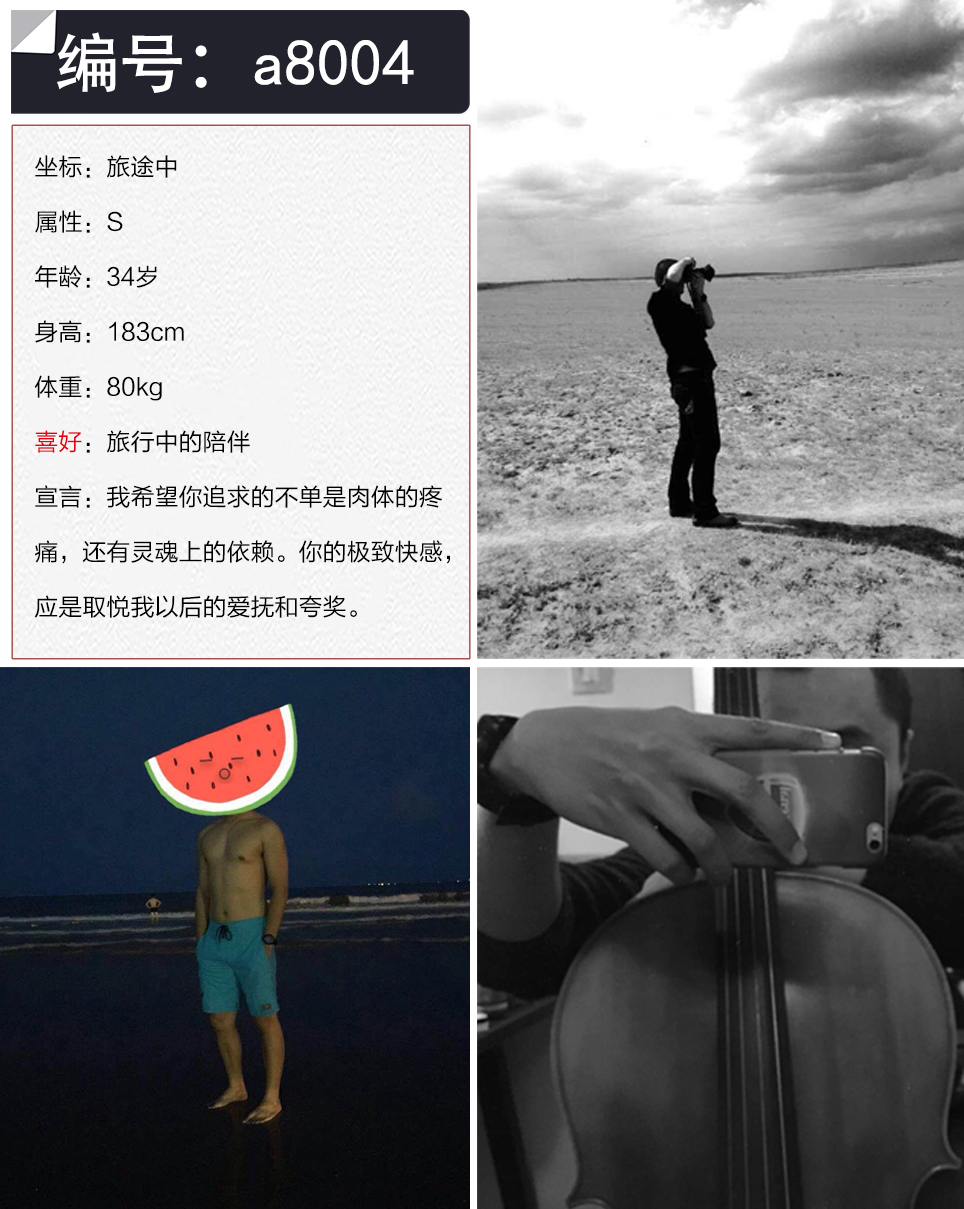 编号：a8004
坐标：旅途中
属性：S
年龄：34岁
身高：183cm
体重：80kg
喜好：旅行中的陪伴
宣言：我希望你追求的不单是肉体的疼
痛，还有灵魂上的依赖。你的极致快感，
应是取悦我以后的爱抚和夸奖。